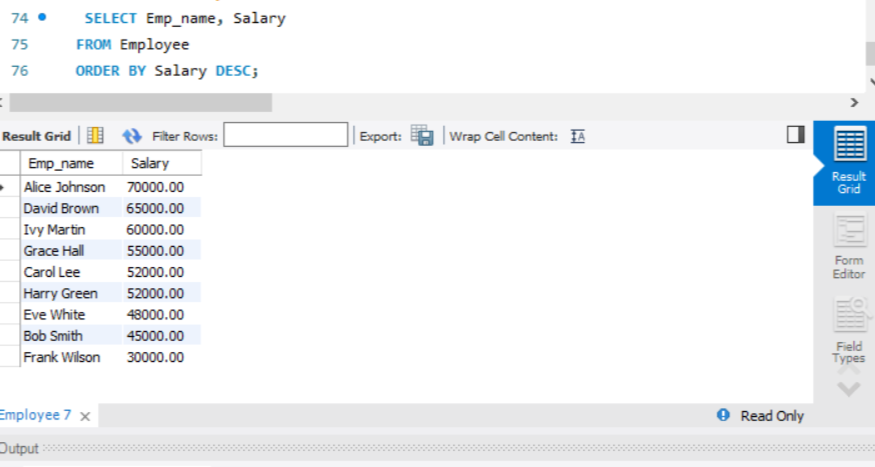 74 SELECT Emp_name, Salary
75 FROM Employee
76 ORDER BY Salary DESC;
Result Grid Filter Rows: Export: Wrap Cell Content:
Emp_name Salary
Alice Johnson 70000.00
David Brown 65000.00
Ivy Martin 60000.00
Grace Hall 55000.00
Carol Lee 52000.00
Harry Green 52000.00
Eve White 48000.00
Bob Smith 45000.00
Frank Wilson 30000.00
Result
Grid
Form
Editor
Field
Types
Employee 7 Read Only
Output